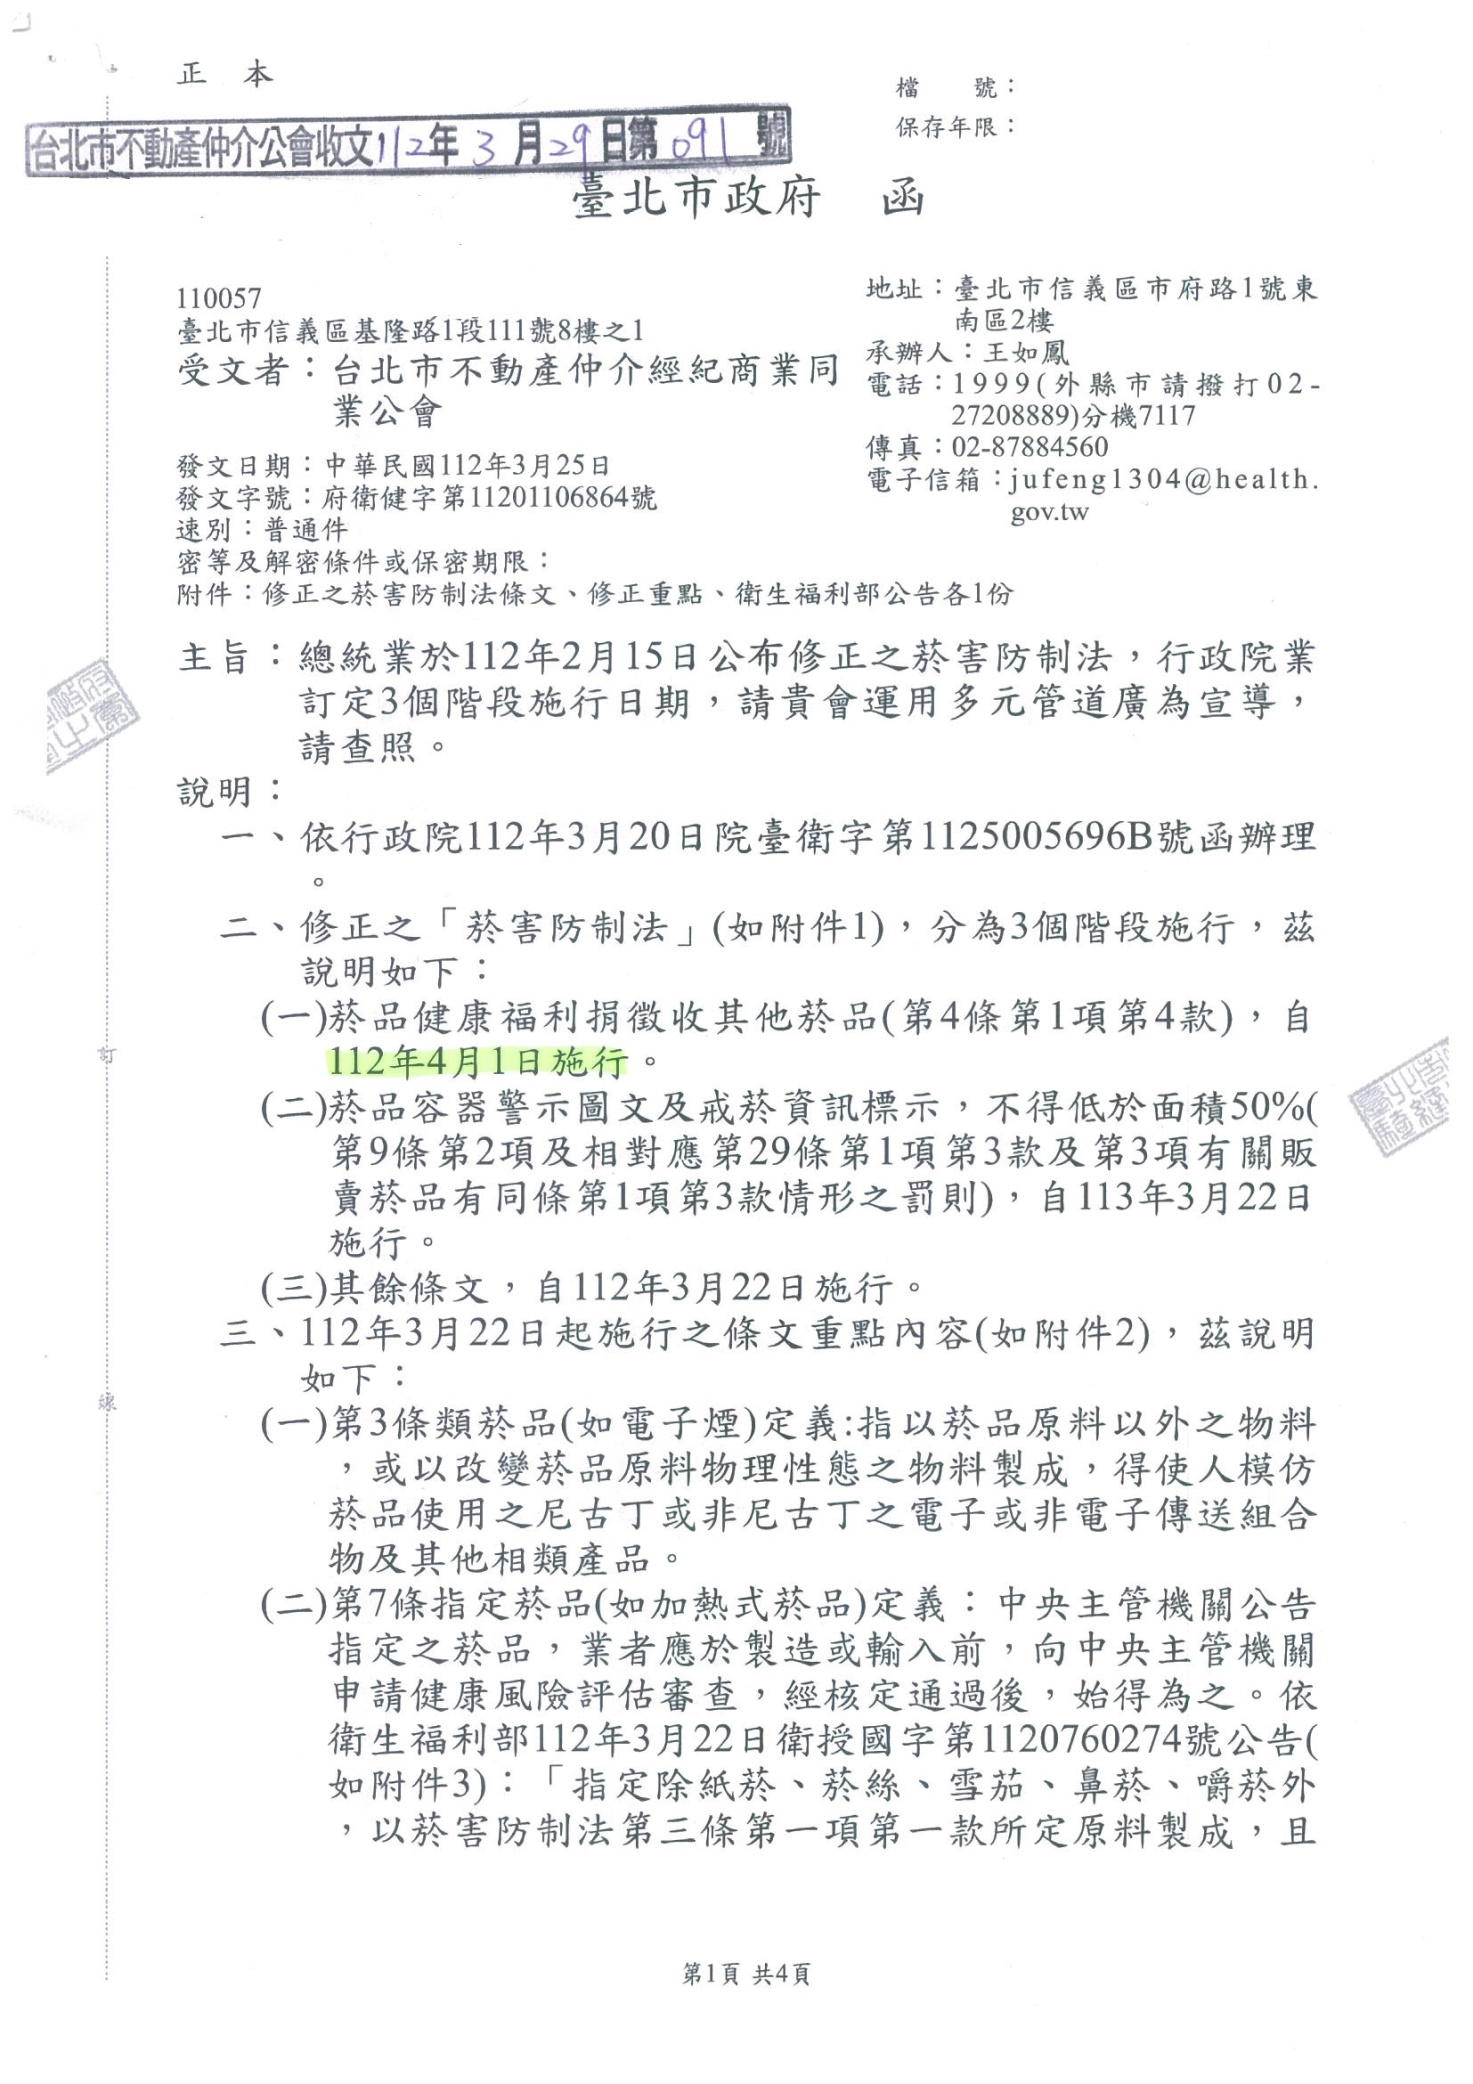 正本
檔號：
保存年限：
台北市不動產仲介公會收文112年3月29日第091號
臺北市政府 函
110057
臺北市信義區基隆路1段111號8樓之1
受文者：台北市不動產仲介經紀商業同
業公會
地址：臺北市信義區市府路1號東
南區2樓
承辦人：王如鳳
電話：1999(外縣市請撥打02-
27208889)分機7117
傳真：02-87884560
電子信箱：jufeng1304@health.
gov.tw
發文日期：中華民國112年3月25日
發文字號：府衛健字第11201106864號
速別：普通件
密等及解密條件或保密期限：
附件：修正之菸害防制法條文、修正重點、衛生福利部公告各1份
主旨：總統業於112年2月15日公布修正之菸害防制法，行政院業
訂定3個階段施行日期，請貴會運用多元管道廣為宣導，
請查照。
說明：
一、依行政院112年3月20日院臺衛字第1125005696B號函辦理
。
二、修正之「菸害防制法」(如附件1)，分為3個階段施行，茲
說明如下：
(一)菸品健康福利捐徵收其他菸品(第4條第1項第4款)，自
112年4月1日施行。
(二)菸品容器警示圖文及戒菸資訊標示，不得低於面積50%(
第9條第2項及相對應第29條第1項第3款及第3項有關販
賣菸品有同條第1項第3款情形之罰則)，自113年3月22日
施行。
(三)其餘條文，自112年3月22日施行。
三、112年3月22日起施行之條文重點內容(如附件2)，茲說明
如下：
(一)第3條類菸品(如電子煙)定義:指以菸品原料以外之物料
，或以改變菸品原料物理性態之物料製成，得使人模仿
菸品使用之尼古丁或非尼古丁之電子或非電子傳送組合
物及其他相類產品。
(二)第7條指定菸品(如加熱式菸品)定義：中央主管機關公告
指定之菸品，業者應於製造或輸入前，向中央主管機關
申請健康風險評估審查，經核定通過後，始得為之。依
衛生福利部112年3月22日衛授國字第1120760274號公告(
如附件3)：「指定除紙菸、菸絲、雪茄、鼻菸、嚼菸外
，以菸害防制法第三條第一項第一款所定原料製成，且
訂
線
第1頁 共4頁